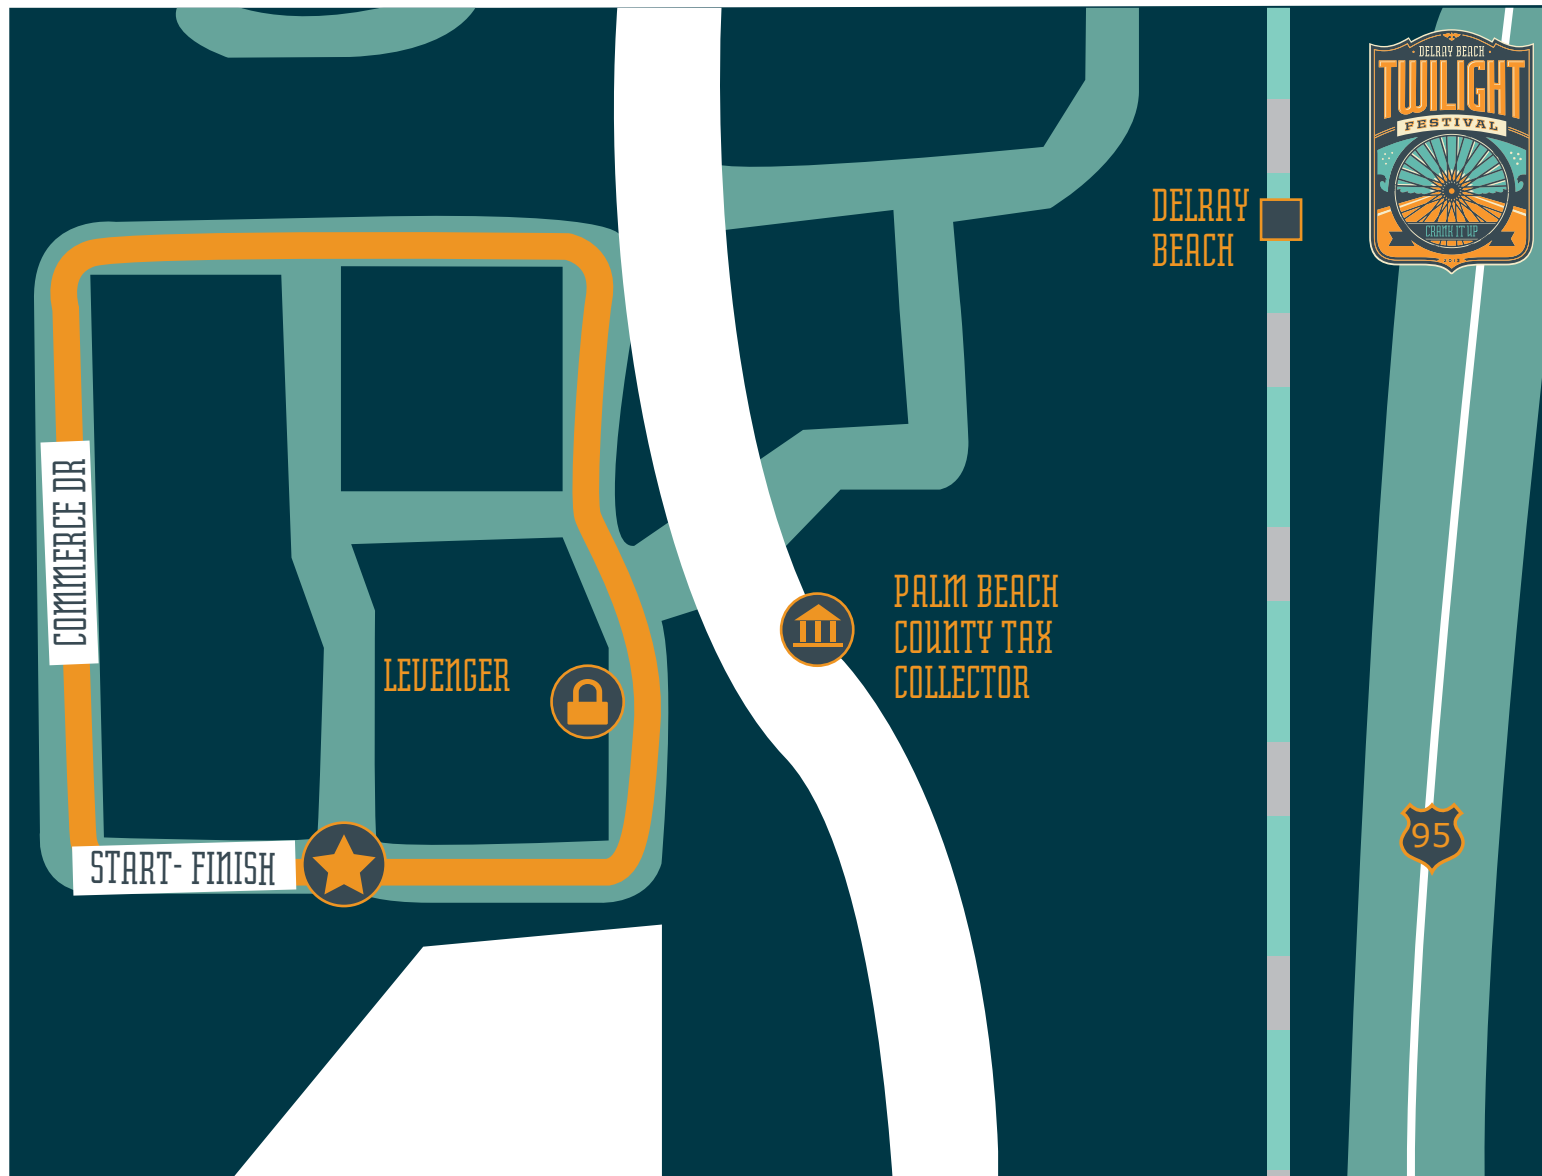 DELRAY BEACH
TWILIGHT
FESTIVAL
CRANK IT UP
DELRAY
BEACH
COMMERCE DR
PALM BEACH
COUNTY TAX
COLLECTOR
LEVENGER
95
START- FINISH